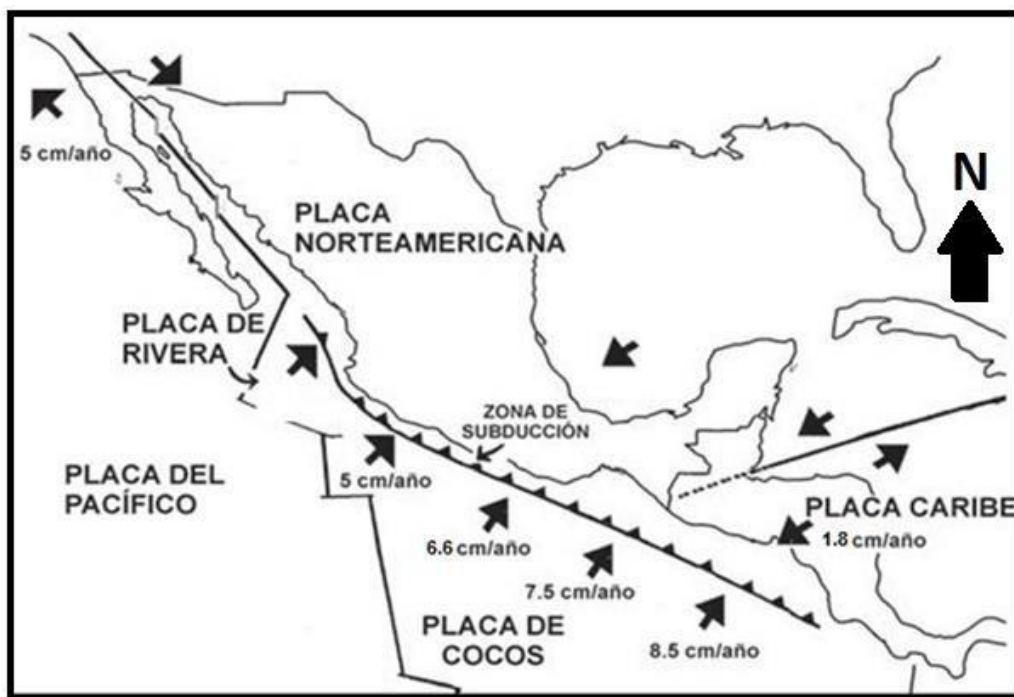 N
5 cm/año
PLACA
NORTEAMERICANA
PLACA DE
RIVERA
ZONA DE
SUBDUCCIÓN
PLACA DEL
PACÍFICO
5 cm/año
6.6 cm/año
7.5 cm/año
8.5 cm/año
PLACA CARIBE
1.8 cm/año
PLACA DE
COCOS